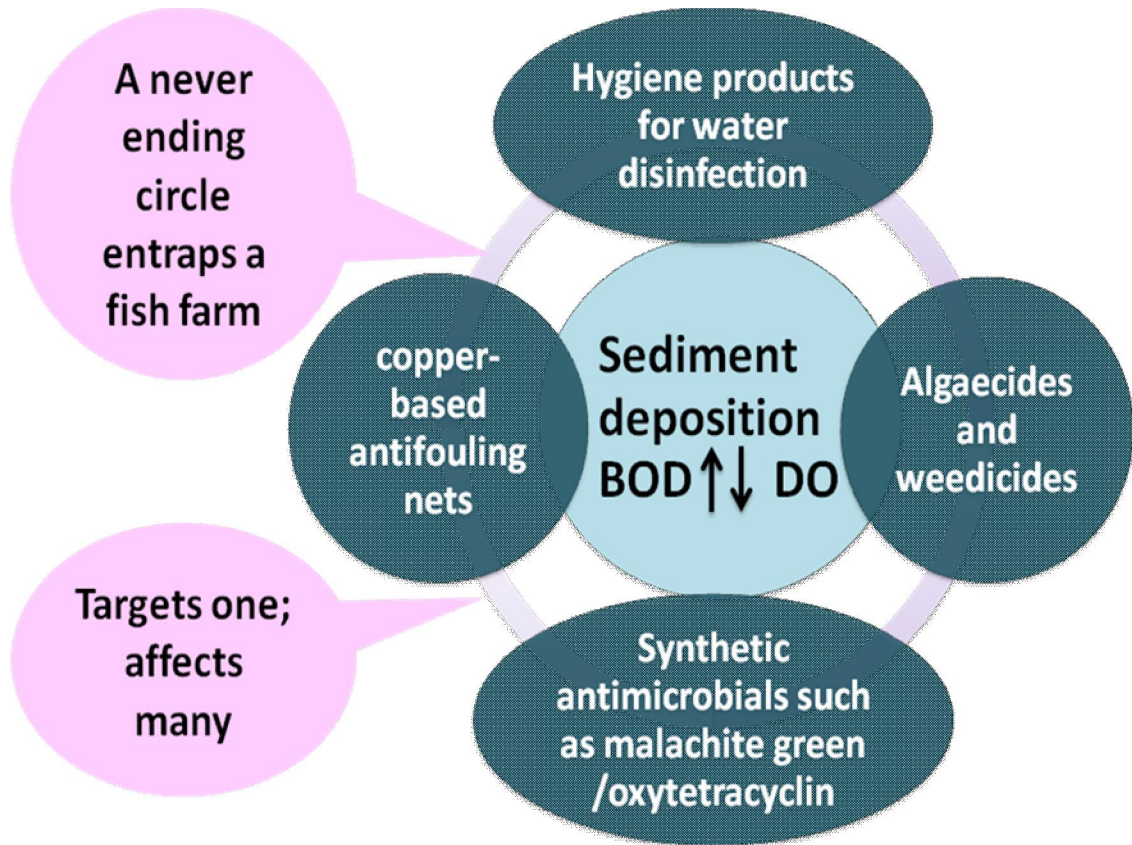 A never
ending
circle
entraps a
fish farm
Hygiene products
for water
disinfection
copper-
based
antifouling
nets
Sediment
deposition
BOD↑↓ DO
Algaecides
and
weedicides
Targets one;
affects
many
Synthetic
antimicrobials such
as malachite green
/oxytetracyclin